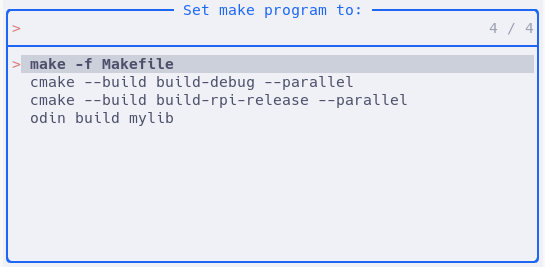 Set make program to:
> 4 / 4
> make -f Makefile
cmake --build build-debug --parallel
cmake --build build-rpi-release --parallel
odin build mylib